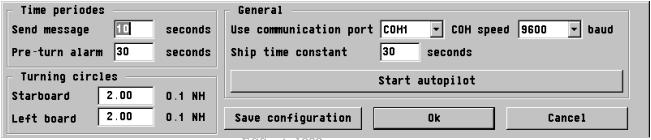 Time periodes
Send message 10 seconds
Pre-turn alarm 30 seconds
Turning circles
Starboard 2.00 0.1 NM
Left board 2.00 0.1 NM
General
Use communication port COM1 COM speed 9600 baud
Ship time constant 30 seconds
Start autopilot
Save configuration Ok Cancel